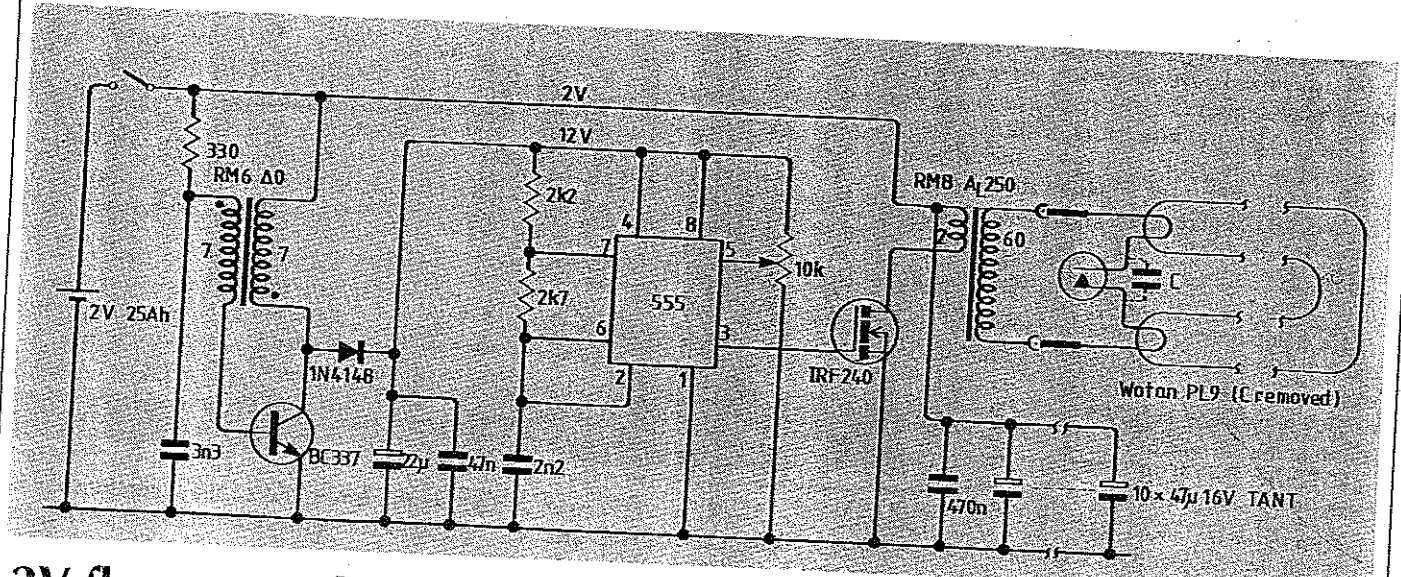 2V
12V
330
RM6 Δ0
7
7
2V 25Ah
1N4148
3n3
BC337
22µ
47n
2n2
2k2
2k7
7
6
2
4
8
5
3
1
555
10k
IRF240
RM8 AL250
2
60
C
Wotan PL9 (C removed)
470n
10 × 47µ 16V TANT